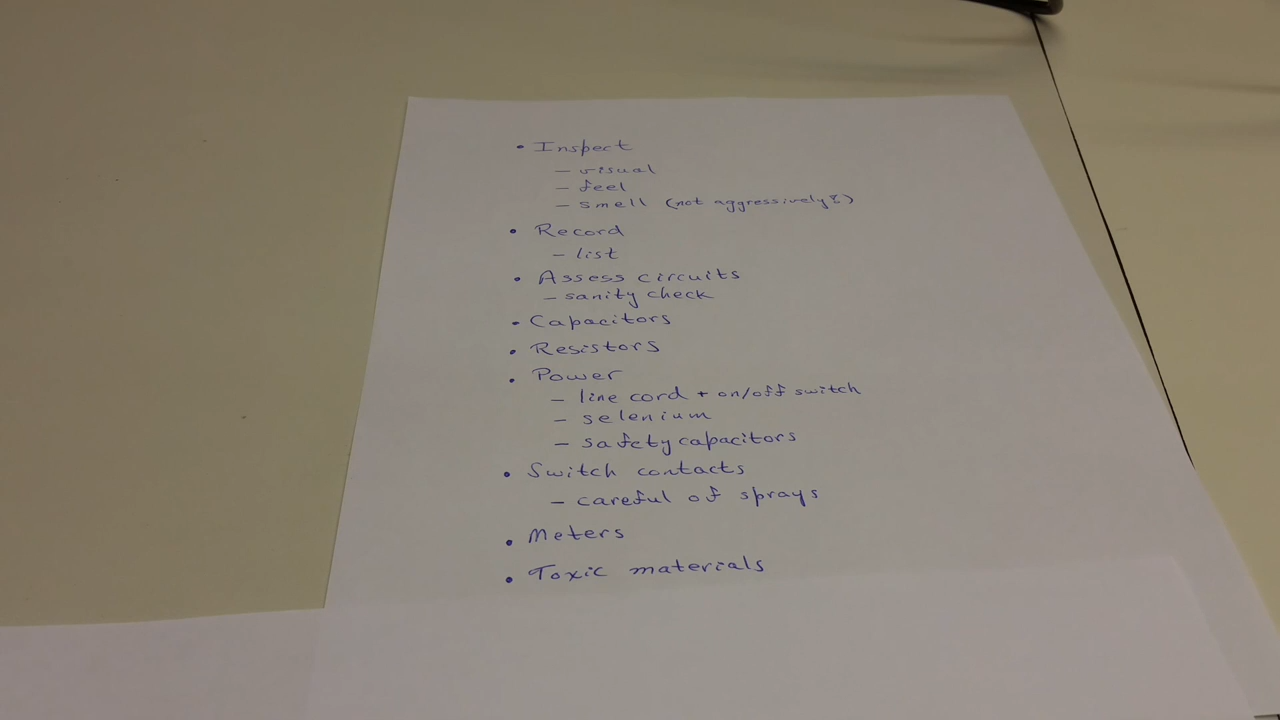 • Inspect
– visual
– feel
– smell (not aggressively!)
• Record
– list
• Assess circuits
– sanity check
• Capacitors
• Resistors
• Power
– line cord + on/off switch
– selenium
– safety capacitors
• Switch contacts
– careful of sprays
• Meters
• Toxic materials